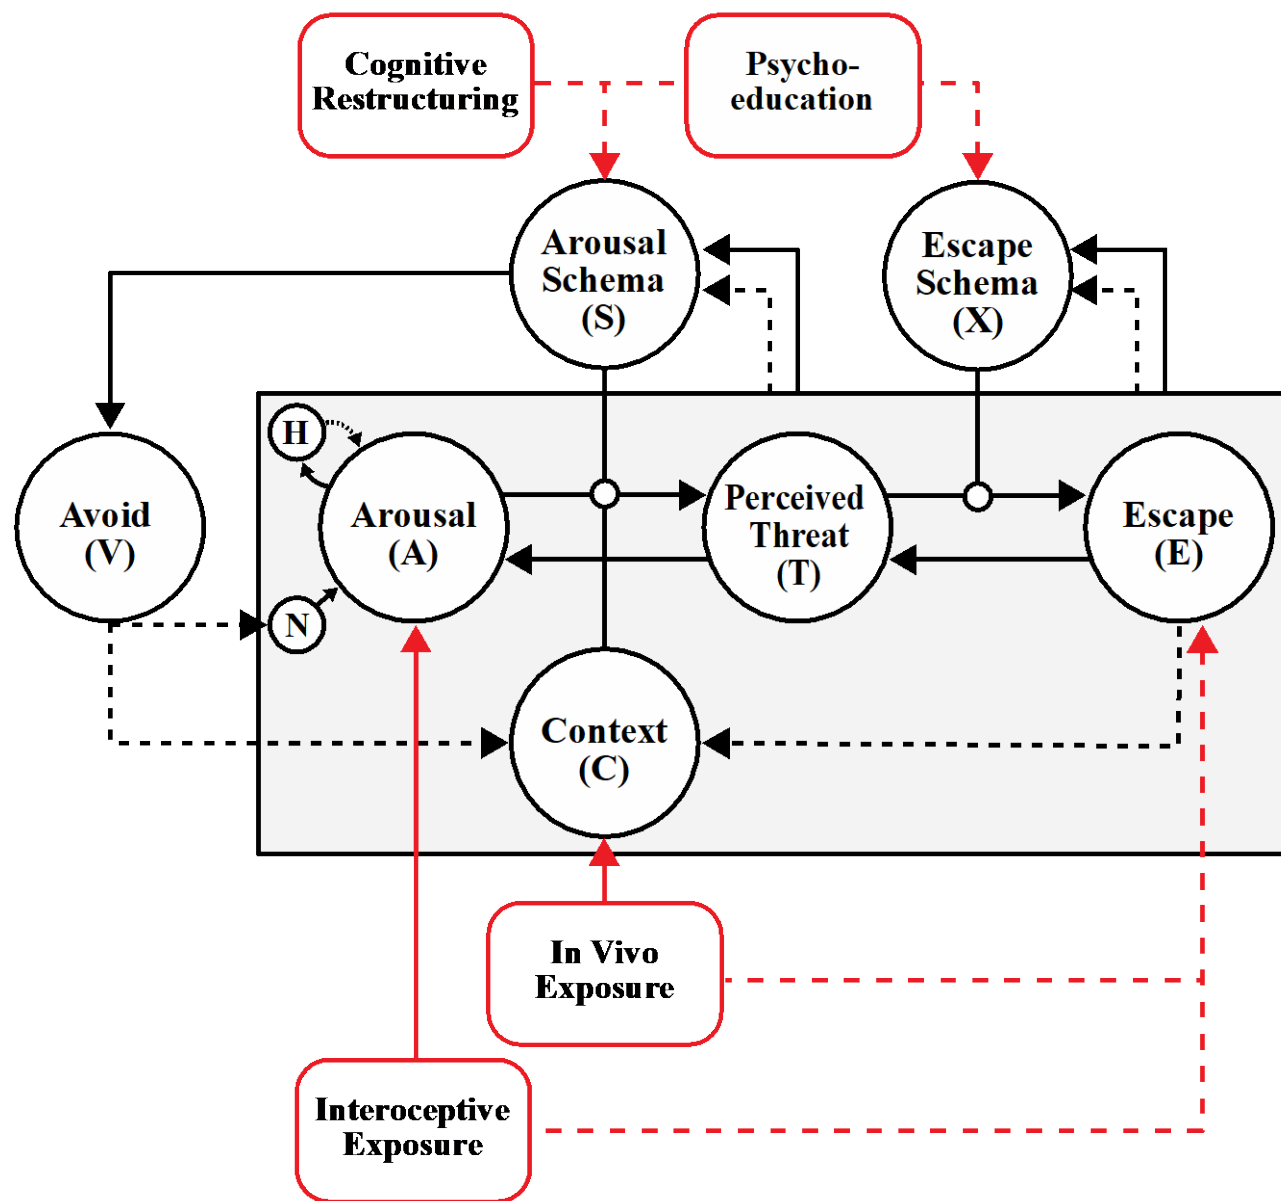 Cognitive
Restructuring
Psycho-
education
Arousal
Schema
(S)
Escape
Schema
(X)
H
Avoid
(V)
Arousal
(A)
Perceived
Threat
(T)
Escape
(E)
N
Context
(C)
In Vivo
Exposure
Interoceptive
Exposure